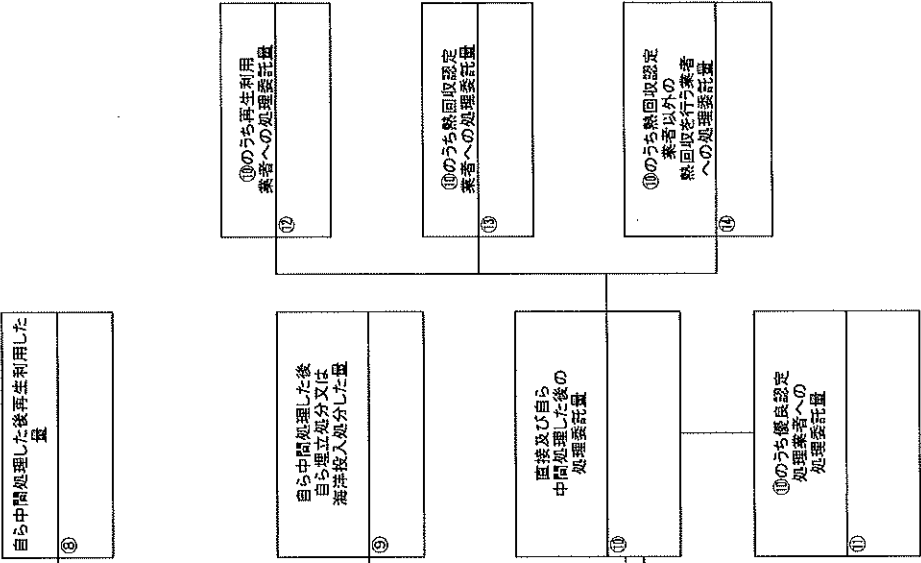 自ら中間処理した後再生利用した
量
⑧
自ら中間処理した後
自ら埋立処分又は
海洋投入処分した量
⑨
直接及び自ら
中間処理した後の
処理委託量
⑩
⑩のうち優良認定
処理業者への
処理委託量
⑪
⑩のうち再生利用
業者への処理委託量
⑫
⑩のうち熱回収認定
業者への処理委託量
⑬
⑩のうち熱回収認定
業者以外の
熱回収を行う業者
への処理委託量
⑭